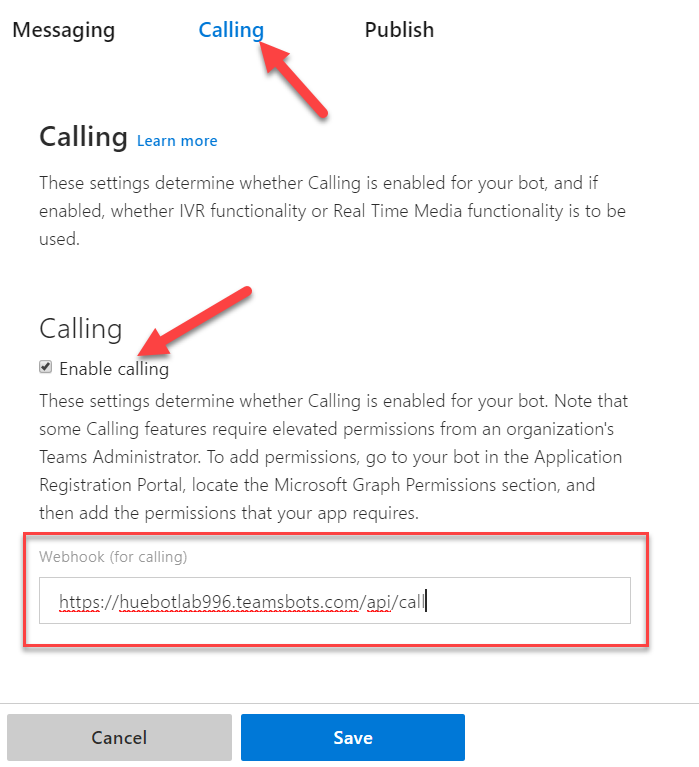 Messaging Calling Publish
Calling Learn more
These settings determine whether Calling is enabled for your bot, and if
enabled, whether IVR functionality or Real Time Media functionality is to be
used.
Calling
Enable calling
These settings determine whether Calling is enabled for your bot. Note that
some Calling features require elevated permissions from an organization's
Teams Administrator. To add permissions, go to your bot in the Application
Registration Portal, locate the Microsoft Graph Permissions section, and
then add the permissions that your app requires.
Webhook (for calling)
https://huebotlab996.teamsbots.com/api/call
Cancel Save